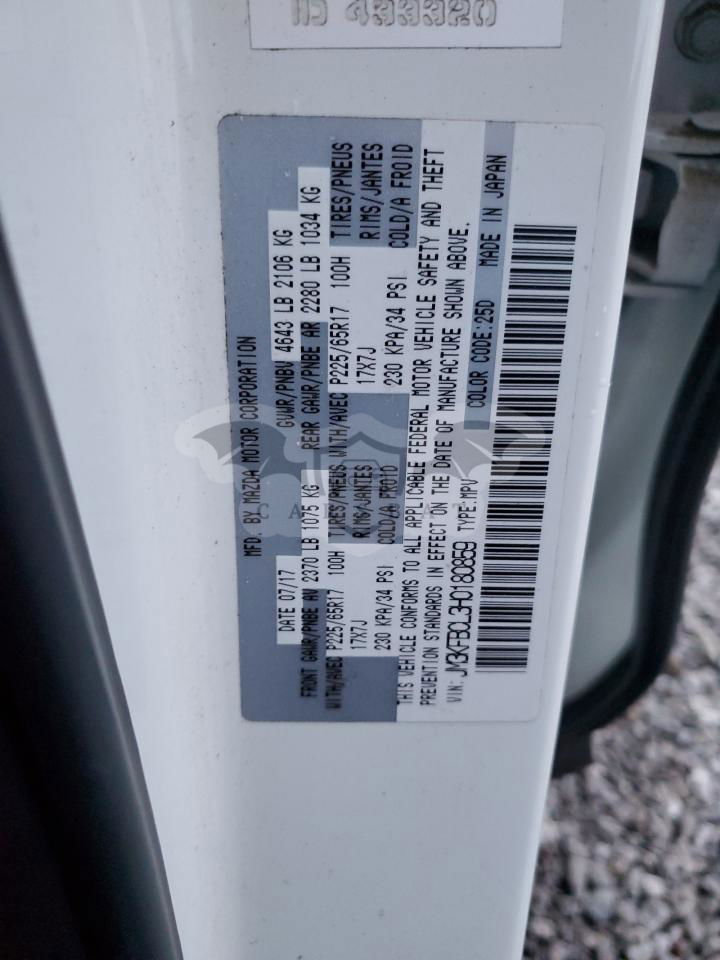 ID 433320
MFD. BY MAZDA MOTOR CORPORATION
DATE 07/17 GVWR/PNBV 4643 LB 2106 KG
FRONT GAWR/PNBE AV 2370 LB 1075 KG REAR GAWR/PNBE AR 2280 LB 1034 KG
WITH/AVEC P225/65R17 100H TIRES/PNEUS WITH/AVEC P225/65R17 100H TIRES/PNEUS
17X7J RIMS/JANTES 17X7J RIMS/JANTES
230 KPA/34 PSI COLD/A FROID 230 KPA/34 PSI COLD/A FROID
THIS VEHICLE CONFORMS TO ALL APPLICABLE FEDERAL MOTOR VEHICLE SAFETY AND THEFT
PREVENTION STANDARDS IN EFFECT ON THE DATE OF MANUFACTURE SHOWN ABOVE.
VIN: JM3KFBCL3H0180859 TYPE:MPV COLOR CODE:25D MADE IN JAPAN